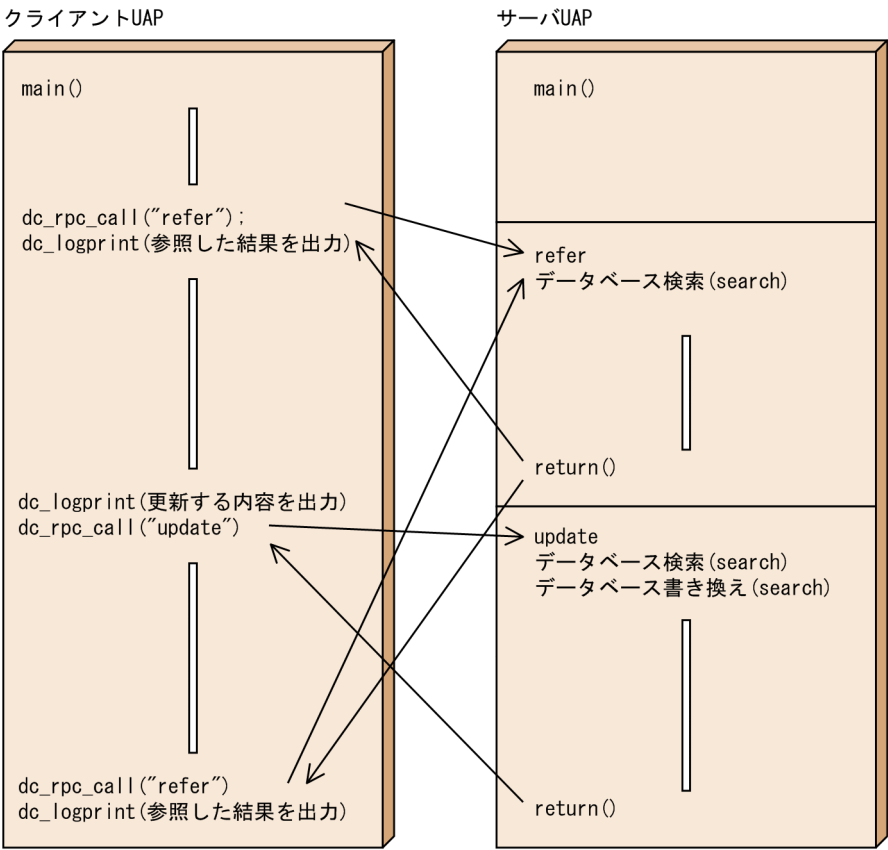 クライアントUAP
main()
dc_rpc_call("refer");
dc_logprint(参照した結果を出力)
dc_logprint(更新する内容を出力)
dc_rpc_call("update")
dc_rpc_call("refer")
dc_logprint(参照した結果を出力)
サーバUAP
main()
refer
データベース検索(search)
return()
update
データベース検索(search)
データベース書き換え(search)
return()